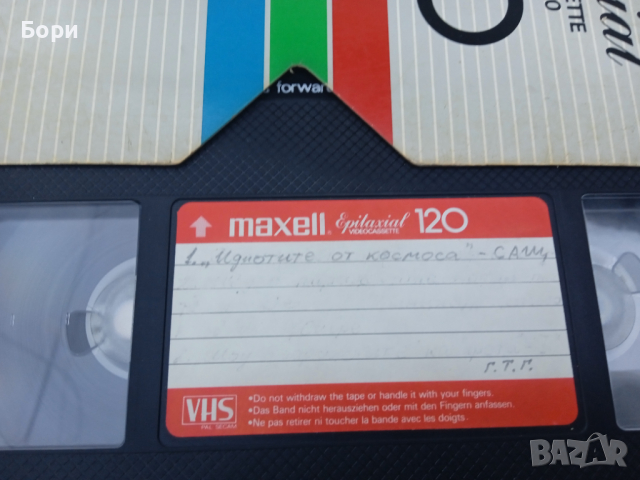 Бори
forwar
maxell Epitaxial 120
VIDEOCASSETTE
1. „Идиотите от космоса" - САЩ
г.т.г.
VHS
PAL SECAM
•Do not withdraw the tape or handle it with your fingers.
•Das Band nicht herausziehen oder mit den Fingern anfassen.
•Ne pas retirer ni toucher la bande avec les doigts.
BAZAR